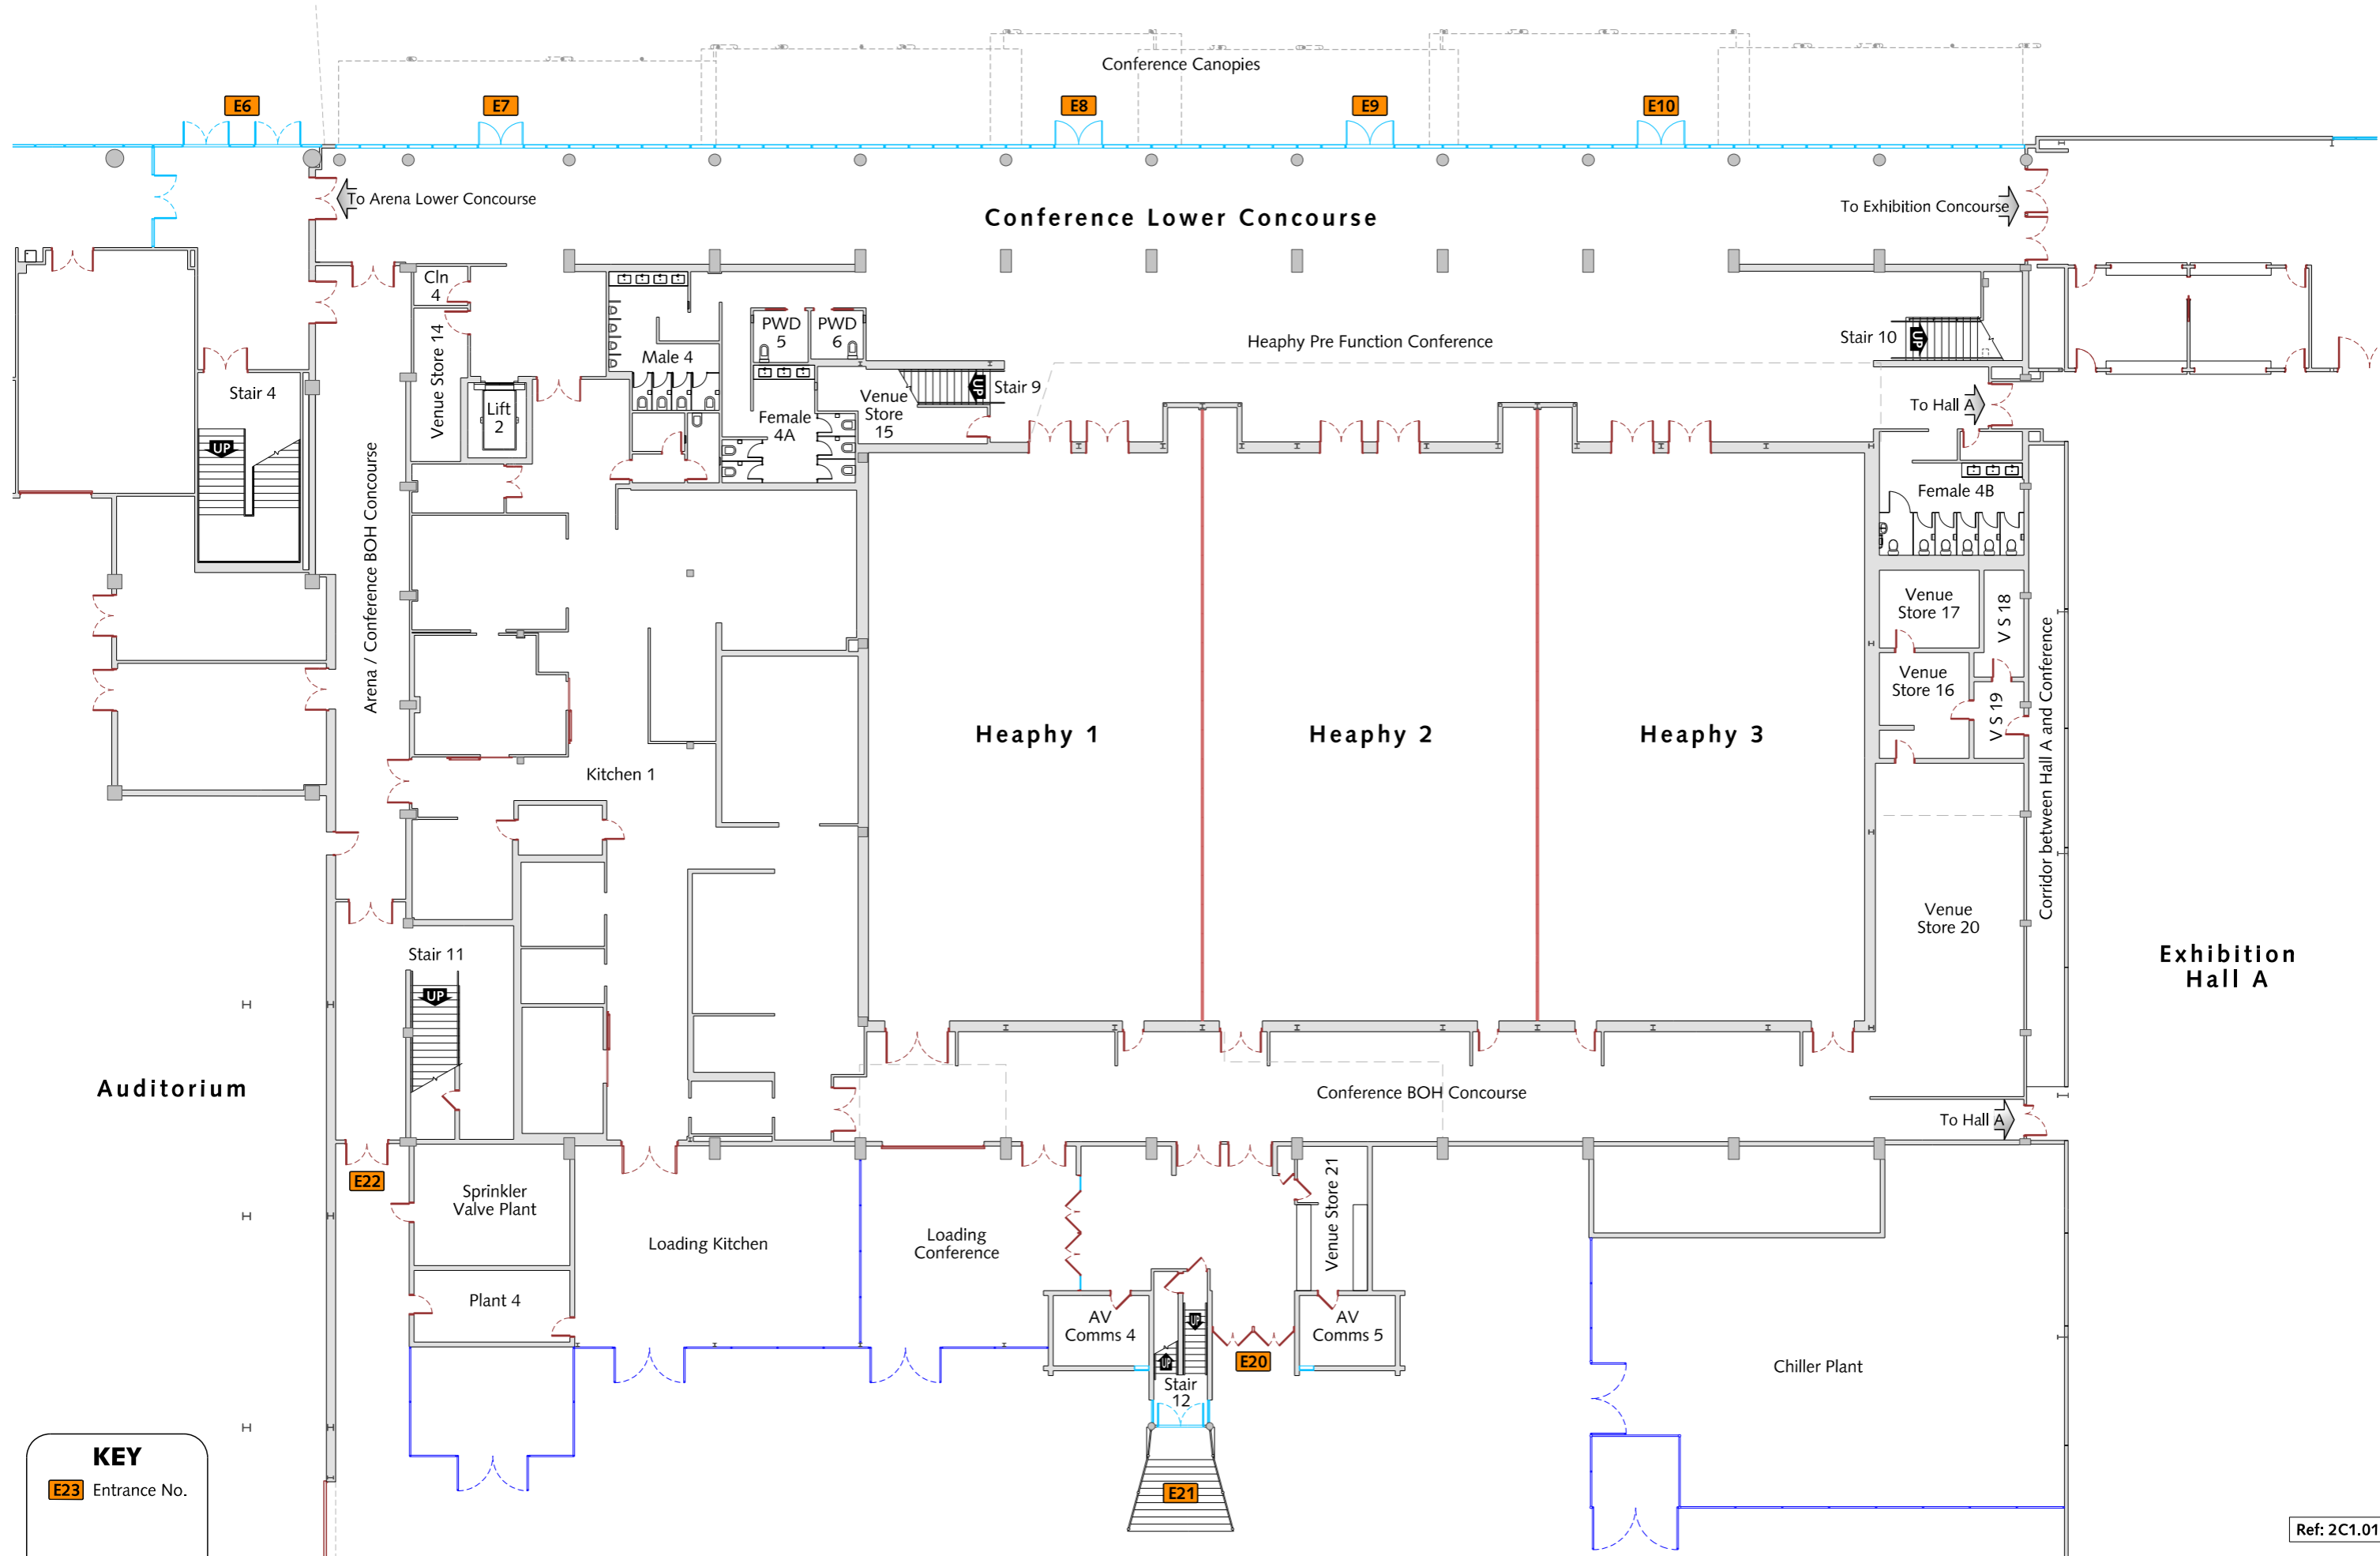 Conference Canopies
E6
E7
E8
E9
E10
To Arena Lower Concourse
Conference Lower Concourse
To Exhibition Concourse
Cln
4
Venue Store 14
Lift
2
Male 4
PWD
5
PWD
6
Female
4A
Venue
Store
15
UP
Stair 9
Heaphy Pre Function Conference
Stair 10
UP
To Hall A
Female 4B
Stair 4
UP
Arena / Conference BOH Concourse
Venue
Store 17
V S 18
Venue
Store 16
V S 19
Corridor between Hall A and Conference
Heaphy 1
Heaphy 2
Heaphy 3
Kitchen 1
Venue
Store 20
Exhibition
Hall A
Stair 11
UP
Auditorium
Conference BOH Concourse
To Hall A
E22
Sprinkler
Valve Plant
Loading Kitchen
Loading
Conference
Venue Store 21
Plant 4
AV
Comms 4
UP
UP
Stair
12
E20
AV
Comms 5
Chiller Plant
E21
KEY
E23 Entrance No.
Ref: 2C1.01